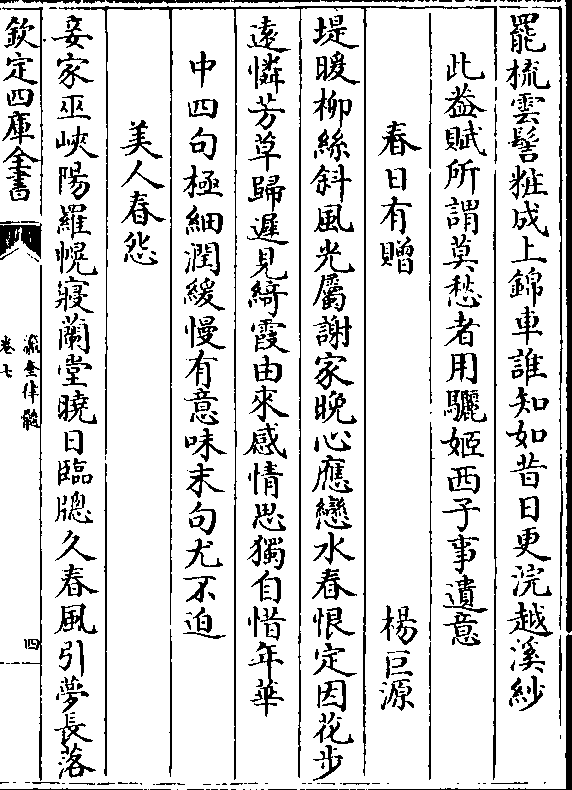 罷梳雲髻粧成上錦車誰知如昔日更浣越溪紗
此益賦所謂莫愁者用驪姬西子事遺意
春日有贈 楊巨源
堤暖柳絲斜風光屬謝家晚心應戀水春恨定因花步
遠憐芳草歸遲見綺霞由來感情思獨自惜年華
中四句極細潤緩慢有意味末句尤不迫
美人春怨
妾家巫峽陽羅幌寢蘭堂曉日臨牕久春風引夢長落
欽定四庫全書
瀛奎律髓
卷七
四